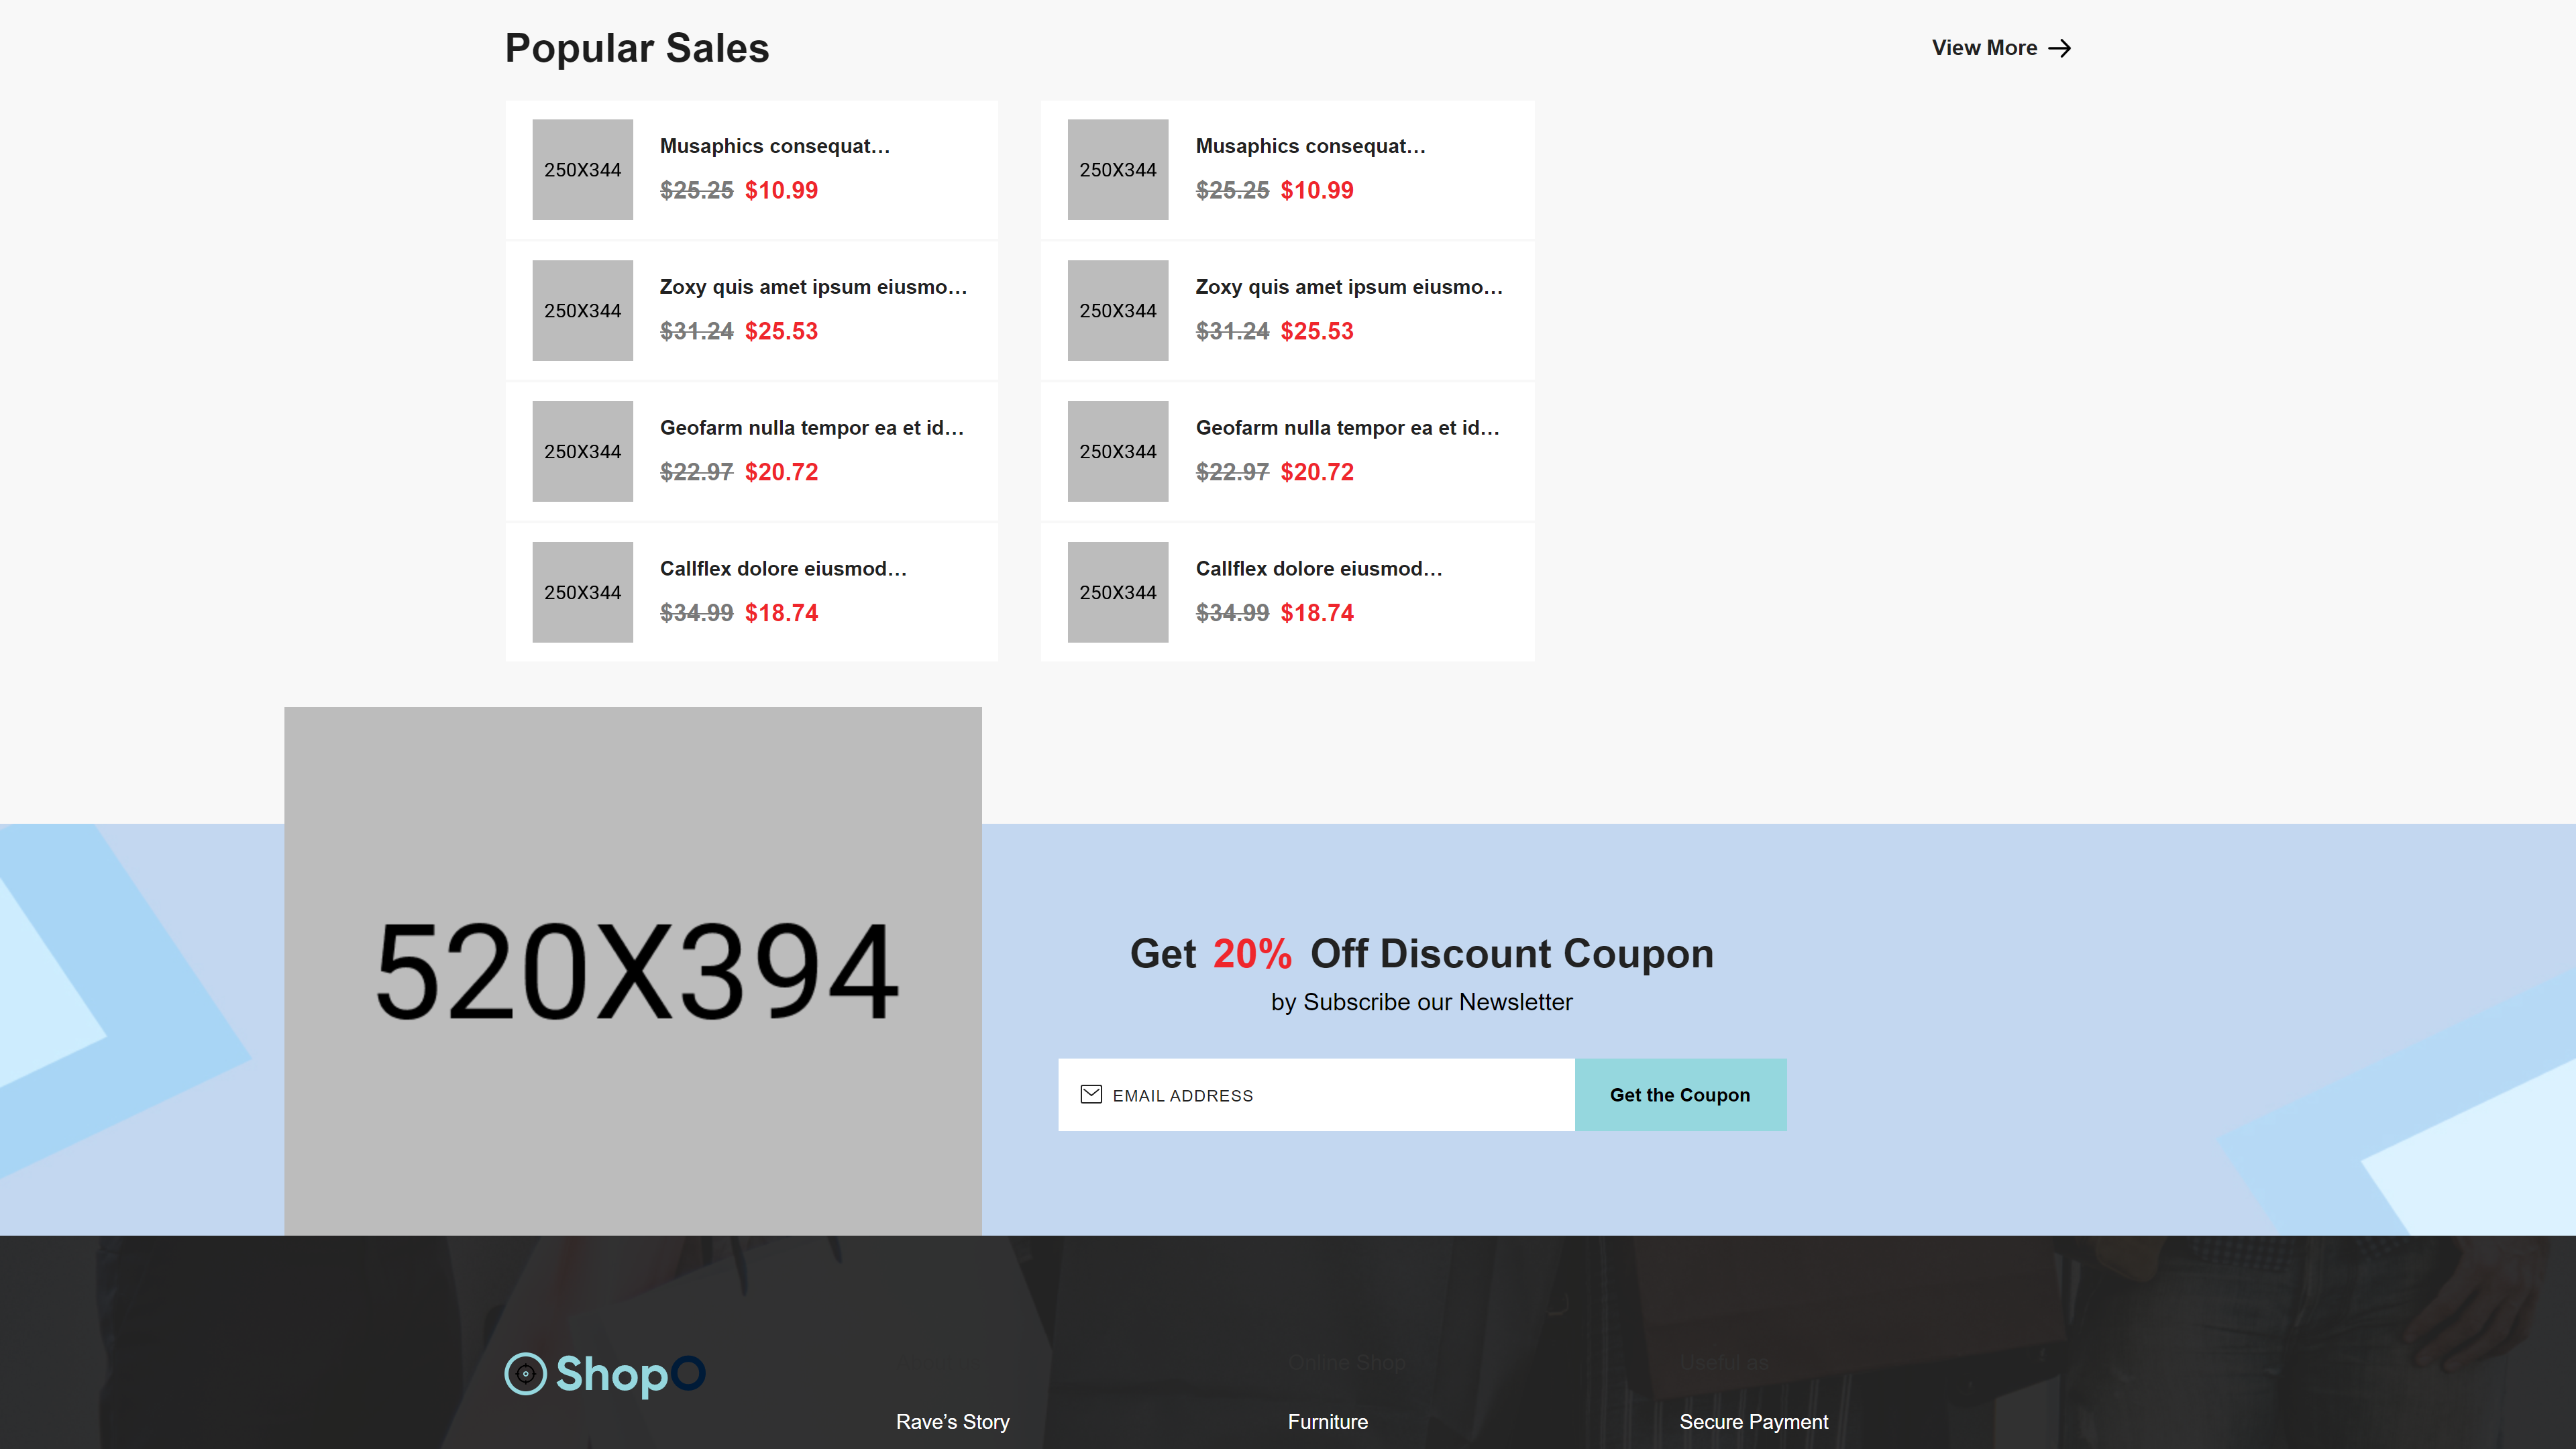 Popular Sales
View More
250X344
Musaphics consequat...
$25.25 $10.99
250X344
Zoxy quis amet ipsum eiusmo...
$31.24 $25.53
250X344
Geofarm nulla tempor ea et id...
$22.97 $20.72
250X344
Callflex dolore eiusmod...
$34.99 $18.74
250X344
Musaphics consequat...
$25.25 $10.99
250X344
Zoxy quis amet ipsum eiusmo...
$31.24 $25.53
250X344
Geofarm nulla tempor ea et id...
$22.97 $20.72
250X344
Callflex dolore eiusmod...
$34.99 $18.74
520X394
Get 20% Off Discount Coupon
by Subscribe our Newsletter
EMAIL ADDRESS
Get the Coupon
ShopO
Rave’s Story
Online Shop
Furniture
Useful as
Secure Payment